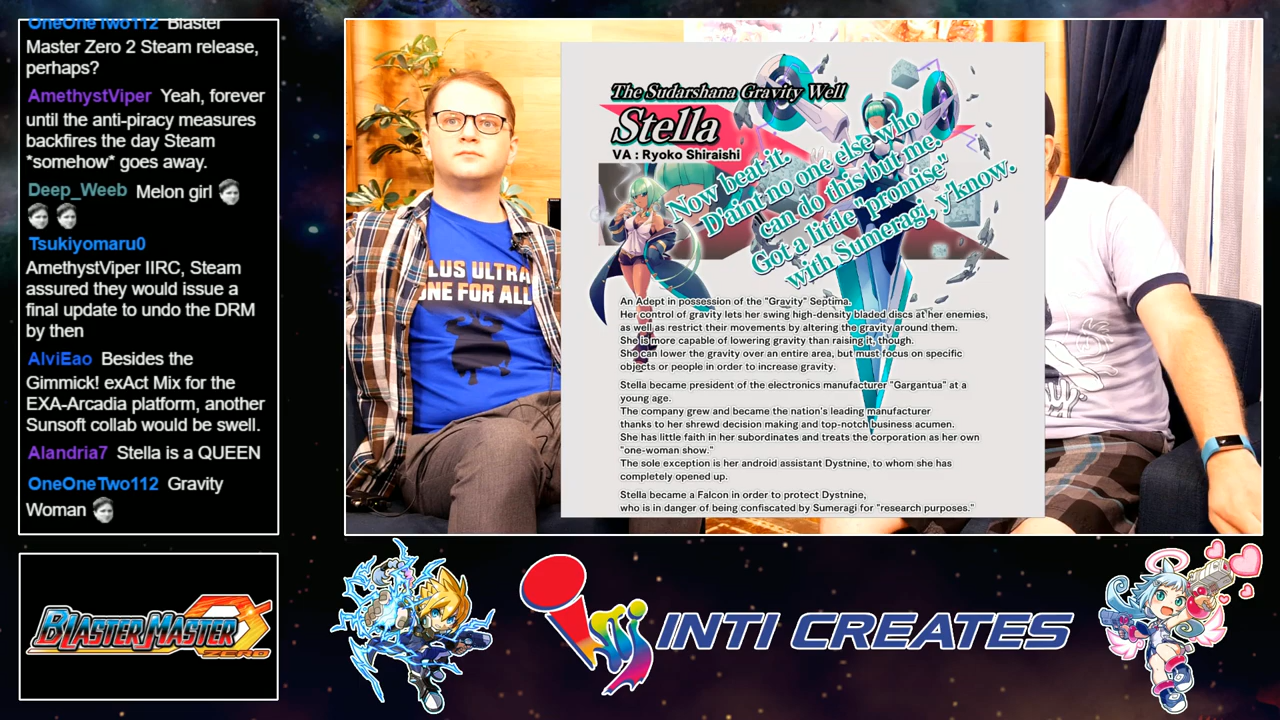 OneOneTwo112 Blaster
Master Zero 2 Steam release,
perhaps?
AmethystViper Yeah, forever
until the anti-piracy measures
backfires the day Steam
*somehow* goes away.
Deep_Weeb Melon girl
Tsukiyomaru0
AmethystViper IIRC, Steam
assured they would issue a
final update to undo the DRM
by then
AlviEao Besides the
Gimmick! exAct Mix for the
EXA-Arcadia platform, another
Sunsoft collab would be swell.
Alandria7 Stella is a QUEEN
OneOneTwo112 Gravity
Woman
BLASTER MASTER
ZERO
PLUS ULTRA
ONE FOR ALL
The Sudarshana Gravity Well
Stella
VA : Ryoko Shiraishi
Now beat it.
D'aint no one else who
can do this but me.
Got a little "promise"
with Sumeragi, y'know.
An Adept in possession of the "Gravity" Septima.
Her control of gravity lets her swing high-density bladed discs at her enemies,
as well as restrict their movements by altering the gravity around them.
She is more capable of lowering gravity than raising it, though.
She can lower the gravity over an entire area, but must focus on specific
objects or people in order to increase gravity.
Stella became president of the electronics manufacturer "Gargantua" at a
young age.
The company grew and became the nation's leading manufacturer
thanks to her shrewd decision making and top-notch business acumen.
She has little faith in her subordinates and treats the corporation as her own
"one-woman show."
The sole exception is her android assistant Dystnine, to whom she has
completely opened up.
Stella became a Falcon in order to protect Dystnine,
who is in danger of being confiscated by Sumeragi for "research purposes."
inti
INTI CREATES